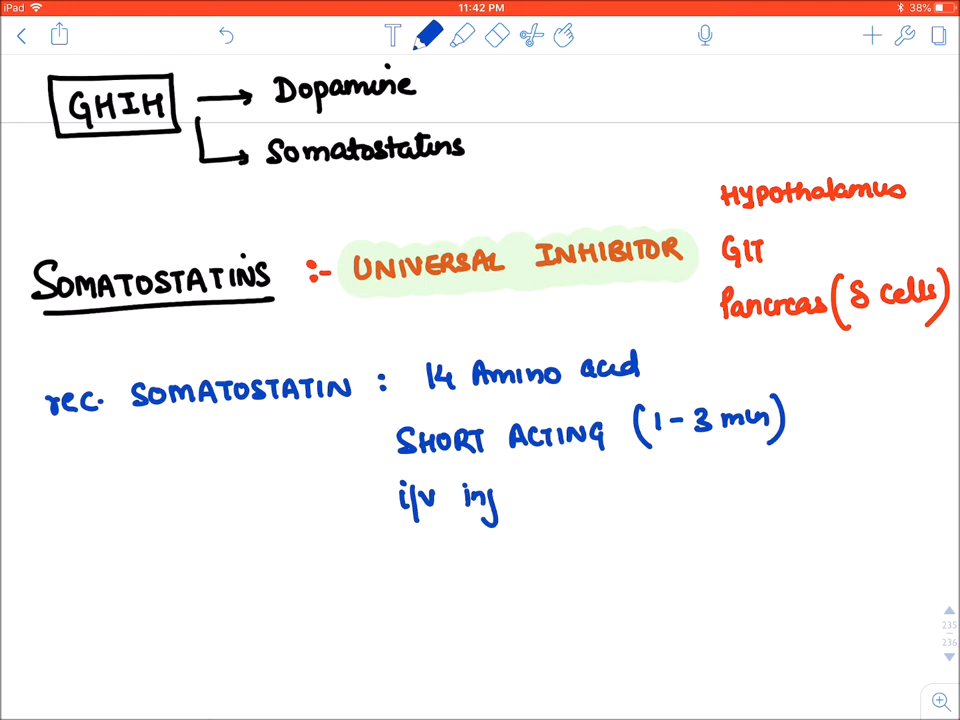 iPad 11:42 PM 38%
GHIH → Dopamine
→ Somatostatins
SOMATOSTATINS :- UNIVERSAL INHIBITOR
Hypothalamus
GIT
Pancreas (δ cells)
rec. SOMATOSTATIN : 14 Amino acid
SHORT ACTING (1-3 min)
i/v inj
235
236